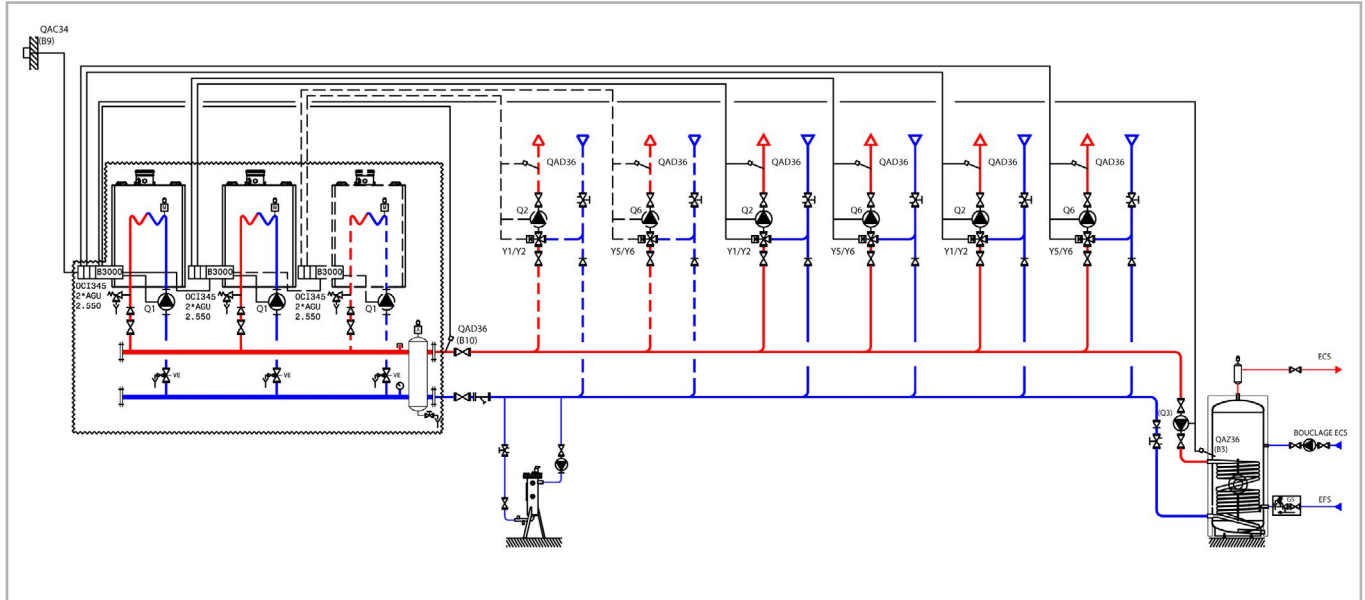 QAC34
(B9)
QAD36
QAD36
QAD36
QAD36
QAD36
QAD36
Q2
Q6
Q2
Q6
Q2
Q6
Y1/Y2
Y5/Y6
Y1/Y2
Y5/Y6
Y1/Y2
Y5/Y6
B3000
B3000
B3000
OCI345
2*AGU
2.550
OCI345
2*AGU
2.550
OCI345
2*AGU
2.550
Q1
Q1
Q1
QAD36
(B10)
VE
VE
VE
ECS
(Q3)
QAZ36
(B3)
BOUCLAGE ECS
GS
EFS